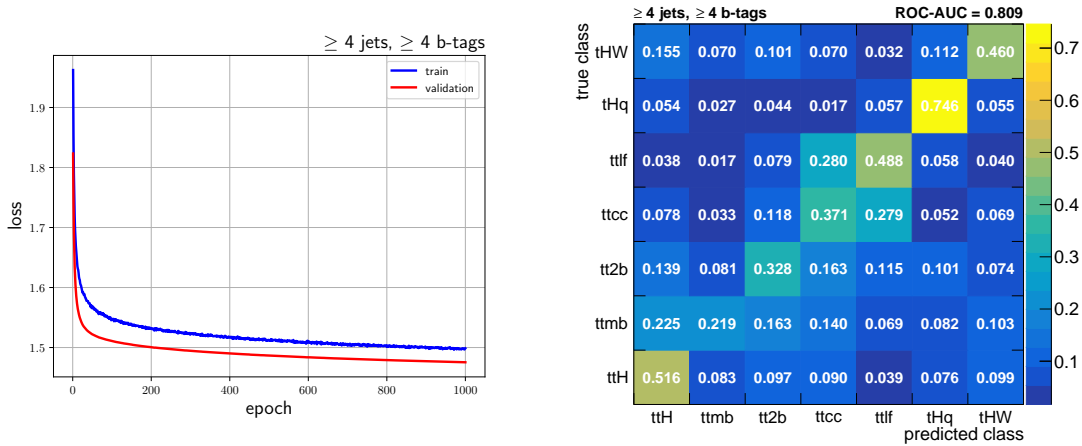 ≥ 4 jets, ≥ 4 b-tags
train
validation
1.9
1.8
1.7
1.6
1.5
loss
0
200
400
600
800
1000
epoch
≥ 4 jets, ≥ 4 b-tags ROC-AUC = 0.809
true class
tHW 0.155 0.070 0.101 0.070 0.032 0.112 0.460
tHq 0.054 0.027 0.044 0.017 0.057 0.746 0.055
ttlf 0.038 0.017 0.079 0.280 0.488 0.058 0.040
ttcc 0.078 0.033 0.118 0.371 0.279 0.052 0.069
tt2b 0.139 0.081 0.328 0.163 0.115 0.101 0.074
ttmb 0.225 0.219 0.163 0.140 0.069 0.082 0.103
ttH 0.516 0.083 0.097 0.090 0.039 0.076 0.099
ttH ttmb tt2b ttcc ttlf tHq tHW
predicted class
0.7
0.6
0.5
0.4
0.3
0.2
0.1